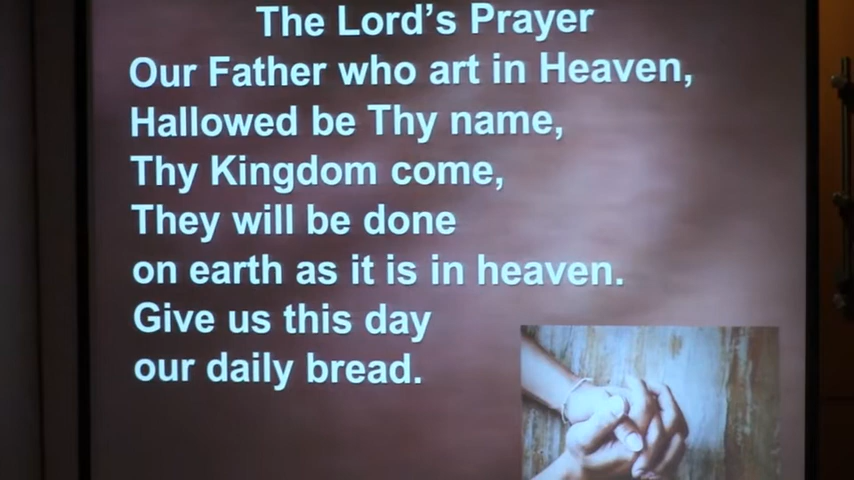 The Lord's Prayer
Our Father who art in Heaven,
Hallowed be Thy name,
Thy Kingdom come,
They will be done
on earth as it is in heaven.
Give us this day
our daily bread.